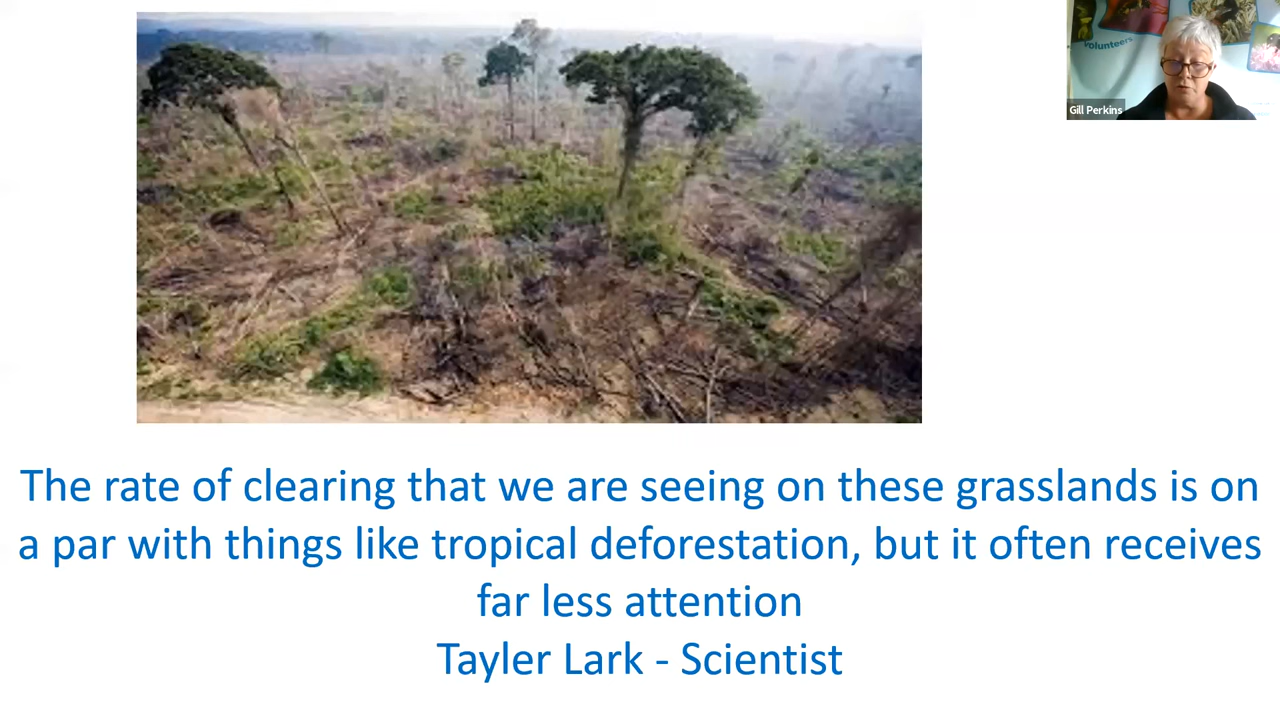 volunteers
Gill Perkins
The rate of clearing that we are seeing on these grasslands is on
a par with things like tropical deforestation, but it often receives
far less attention
Tayler Lark - Scientist